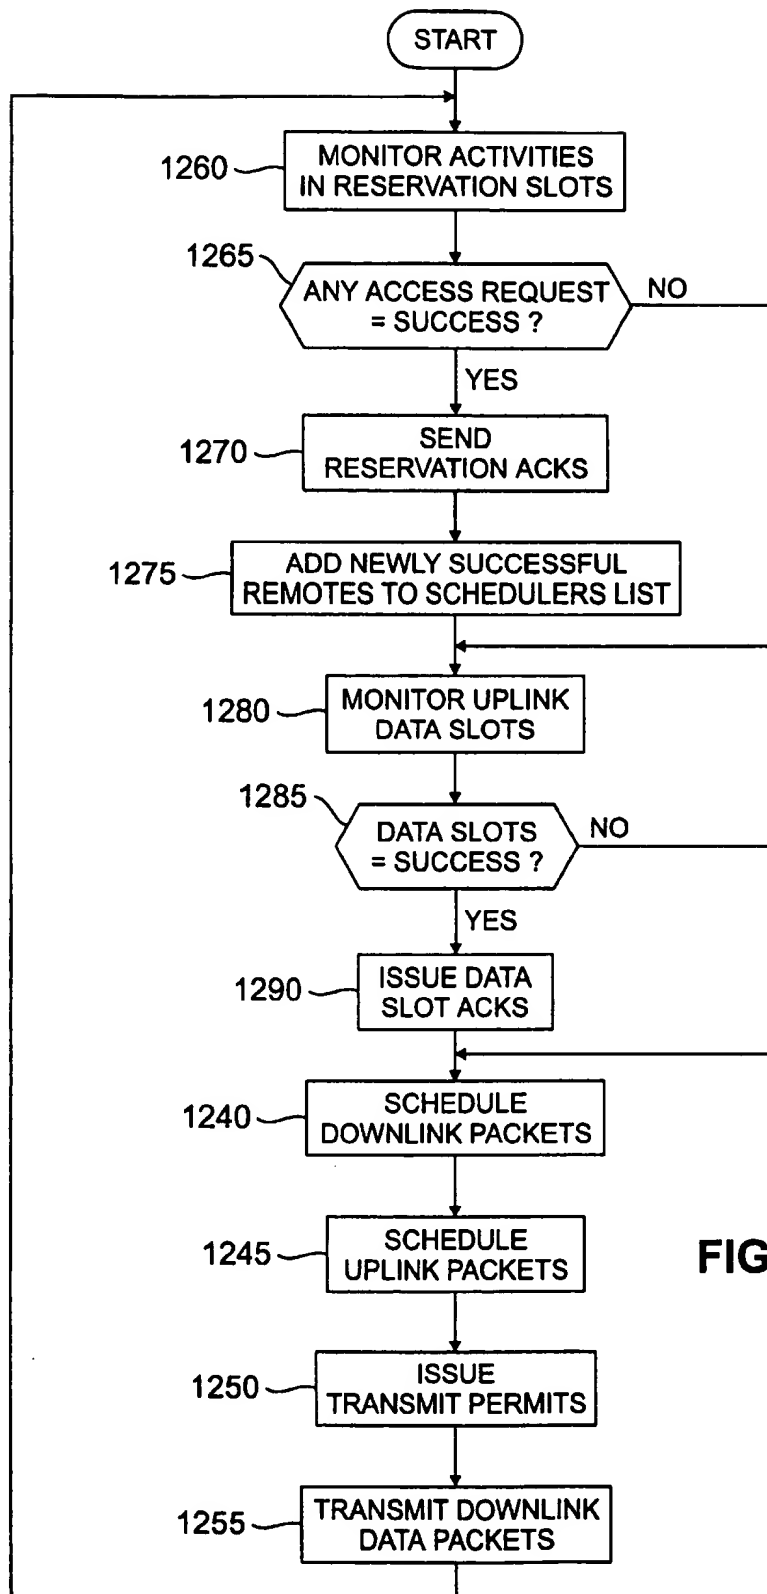 START
1260
MONITOR ACTIVITIES
IN RESERVATION SLOTS
1265
ANY ACCESS REQUEST
= SUCCESS ?
NO
YES
1270
SEND
RESERVATION ACKS
1275
ADD NEWLY SUCCESSFUL
REMOTES TO SCHEDULERS LIST
1280
MONITOR UPLINK
DATA SLOTS
1285
DATA SLOTS
= SUCCESS ?
NO
YES
1290
ISSUE DATA
SLOT ACKS
1240
SCHEDULE
DOWNLINK PACKETS
1245
SCHEDULE
UPLINK PACKETS
FIG
1250
ISSUE
TRANSMIT PERMITS
1255
TRANSMIT DOWNLINK
DATA PACKETS